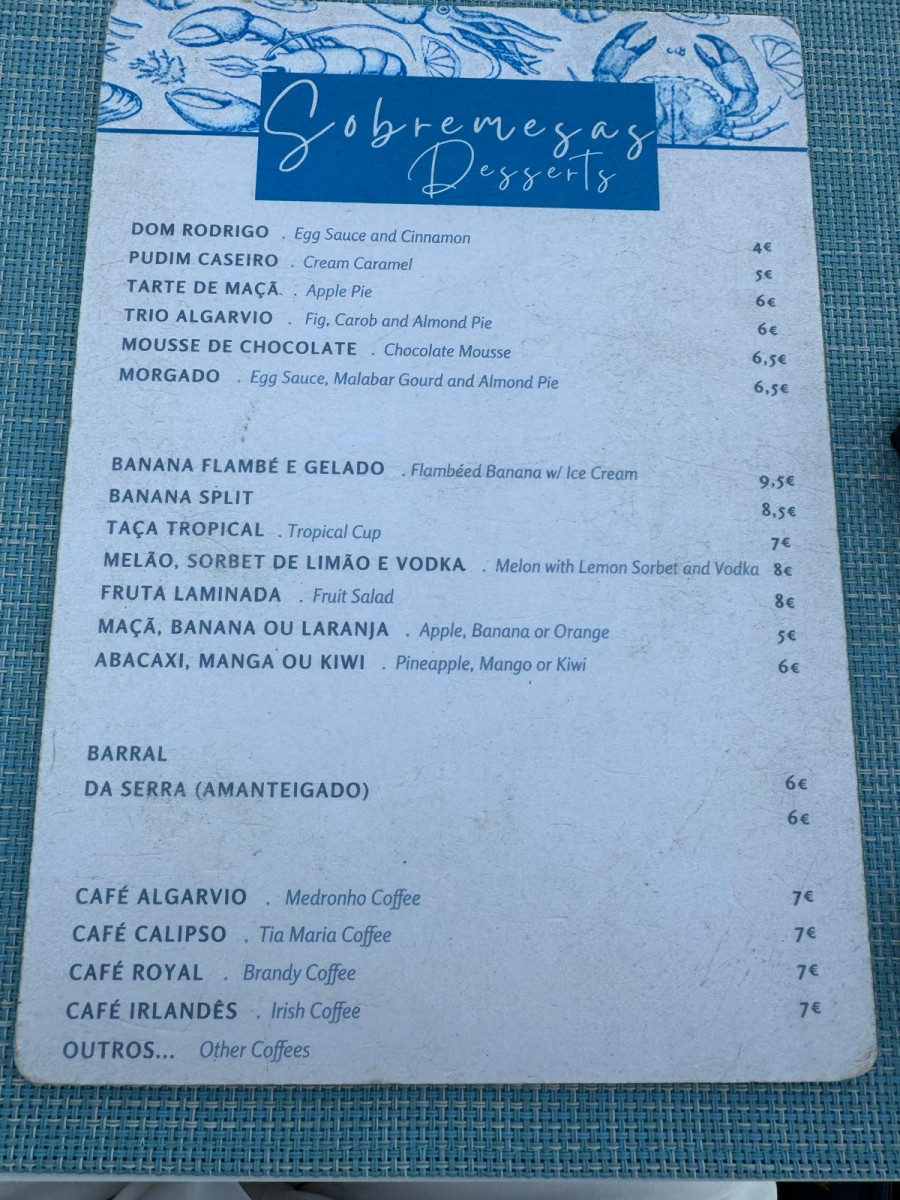 Sobremesas
Desserts
DOM RODRIGO . Egg Sauce and Cinnamon 4€
PUDIM CASEIRO . Cream Caramel 5€
TARTE DE MAÇÃ . Apple Pie 6€
TRIO ALGARVIO . Fig, Carob and Almond Pie 6€
MOUSSE DE CHOCOLATE . Chocolate Mousse 6,5€
MORGADO . Egg Sauce, Malabar Gourd and Almond Pie 6,5€
BANANA FLAMBÉ E GELADO . Flambéed Banana w/ Ice Cream 9,5€
BANANA SPLIT 8,5€
TAÇA TROPICAL . Tropical Cup 7€
MELÃO, SORBET DE LIMÃO E VODKA . Melon with Lemon Sorbet and Vodka 8€
FRUTA LAMINADA . Fruit Salad 8€
MAÇÃ, BANANA OU LARANJA . Apple, Banana or Orange 5€
ABACAXI, MANGA OU KIWI . Pineapple, Mango or Kiwi 6€
BARRAL 6€
DA SERRA (AMANTEIGADO) 6€
CAFÉ ALGARVIO . Medronho Coffee 7€
CAFÉ CALIPSO . Tia Maria Coffee 7€
CAFÉ ROYAL . Brandy Coffee 7€
CAFÉ IRLANDÊS . Irish Coffee 7€
OUTROS... Other Coffees